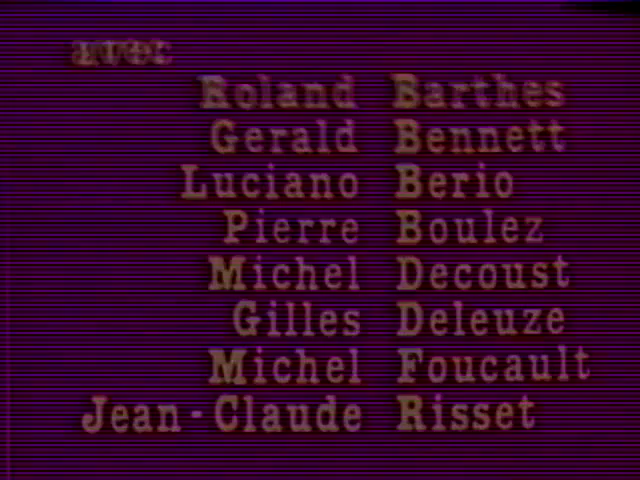 avec
Roland Barthes
Gerald Bennett
Luciano Berio
Pierre Boulez
Michel Decoust
Gilles Deleuze
Michel Foucault
Jean-Claude Risset